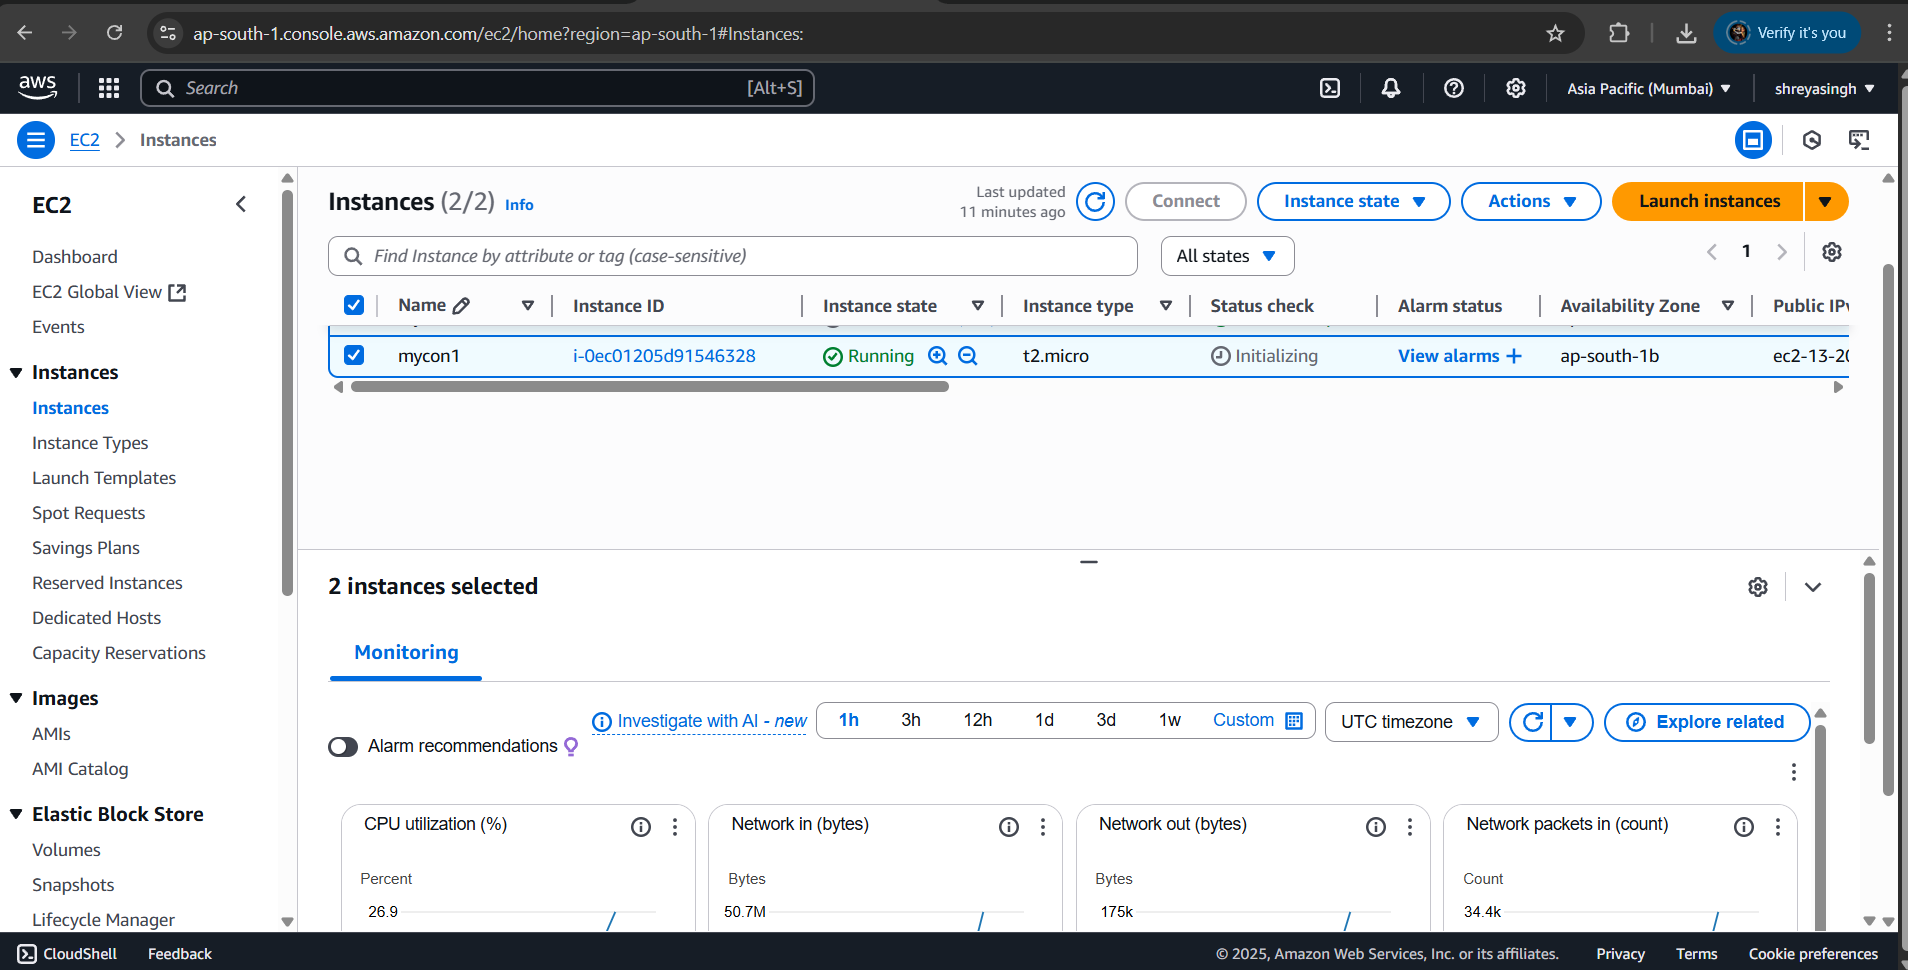 ap-south-1.console.aws.amazon.com/ec2/home?region=ap-south-1#Instances:
Verify it's you
aws
Search
[Alt+S]
Asia Pacific (Mumbai)
shreyasingh
EC2
Instances
EC2
Dashboard
EC2 Global View
Events
Instances
Instances
Instance Types
Launch Templates
Spot Requests
Savings Plans
Reserved Instances
Dedicated Hosts
Capacity Reservations
Images
AMIs
AMI Catalog
Elastic Block Store
Volumes
Snapshots
Lifecycle Manager
Instances (2/2) Info
Last updated
11 minutes ago
Connect
Instance state
Actions
Launch instances
Find Instance by attribute or tag (case-sensitive)
All states
1
Name Instance ID Instance state Instance type Status check Alarm status Availability Zone Public IPv
mycon1 i-0ec01205d91546328 Running t2.micro Initializing View alarms + ap-south-1b ec2-13-20
2 instances selected
Monitoring
Investigate with AI - new
1h 3h 12h 1d 3d 1w Custom
UTC timezone
Explore related
Alarm recommendations
CPU utilization (%)
Percent
26.9
Network in (bytes)
Bytes
50.7M
Network out (bytes)
Bytes
175k
Network packets in (count)
Count
34.4k
CloudShell
Feedback
© 2025, Amazon Web Services, Inc. or its affiliates.
Privacy
Terms
Cookie preferences